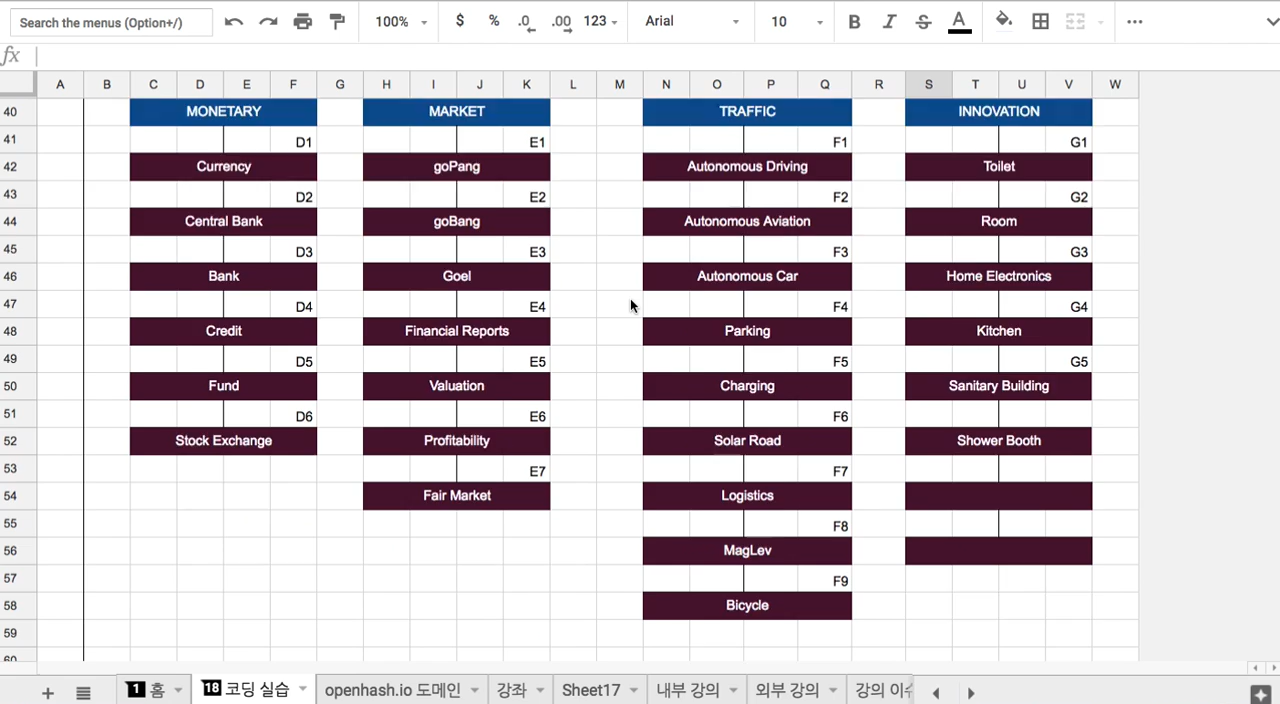 Search the menus (Option+/) 100% $ % .0 .00 123 Arial 10 B I S A
fx
A B C D E F G H I J K L M N O P Q R S T U V W
40 MONETARY MARKET TRAFFIC INNOVATION
41 D1 E1 F1 G1
42 Currency goPang Autonomous Driving Toilet
43 D2 E2 F2 G2
44 Central Bank goBang Autonomous Aviation Room
45 D3 E3 F3 G3
46 Bank Goel Autonomous Car Home Electronics
47 D4 E4 F4 G4
48 Credit Financial Reports Parking Kitchen
49 D5 E5 F5 G5
50 Fund Valuation Charging Sanitary Building
51 D6 E6 F6
52 Stock Exchange Profitability Solar Road Shower Booth
53 E7 F7
54 Fair Market Logistics
55 F8
56 MagLev
57 F9
58 Bicycle
59
60
1 홈 18 코딩 실습 openhash.io 도메인 강좌 Sheet17 내부 강의 외부 강의 강의 이슈